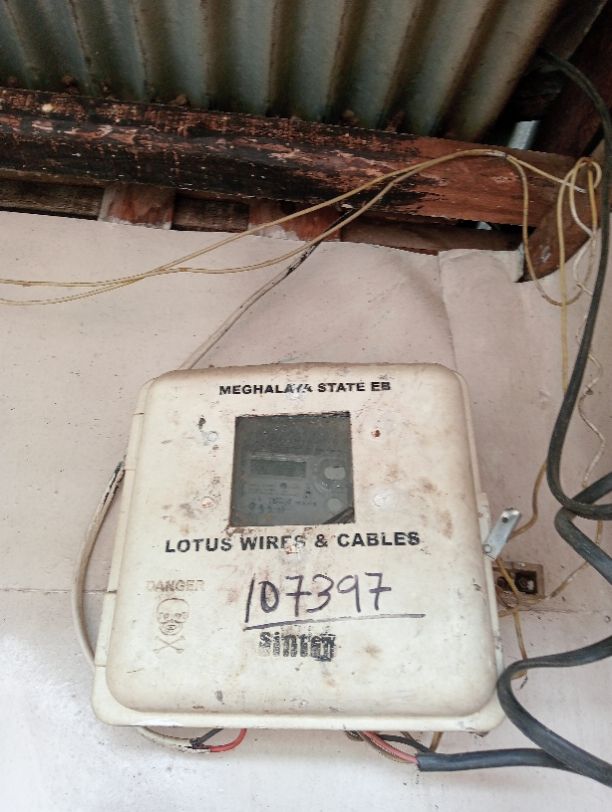 MEGHALAYA STATE EB
LOTUS WIRES & CABLES
DANGER
107397
Sintex